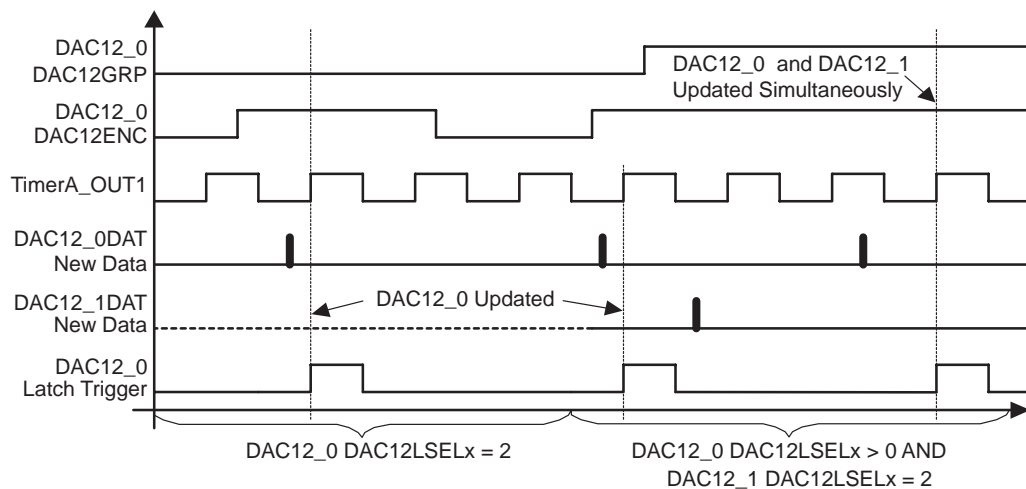 DAC12_0
DAC12GRP
DAC12_0 and DAC12_1
Updated Simultaneously
DAC12_0
DAC12ENC
TimerA_OUT1
DAC12_0DAT
New Data
DAC12_1DAT
New Data
DAC12_0 Updated
DAC12_0
Latch Trigger
DAC12_0 DAC12LSELx = 2
DAC12_0 DAC12LSELx > 0 AND
DAC12_1 DAC12LSELx = 2